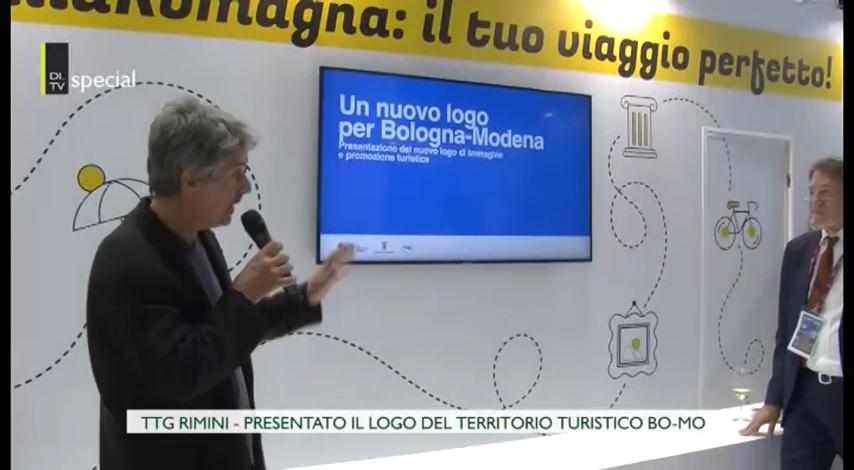 Romagna: il tuo viaggio perfetto!
DI.
TV
special
Un nuovo logo
per Bologna-Modena
Presentazione del nuovo logo di immagine
e promozione turistica
TTG RIMINI - PRESENTATO IL LOGO DEL TERRITORIO TURISTICO BO-MO